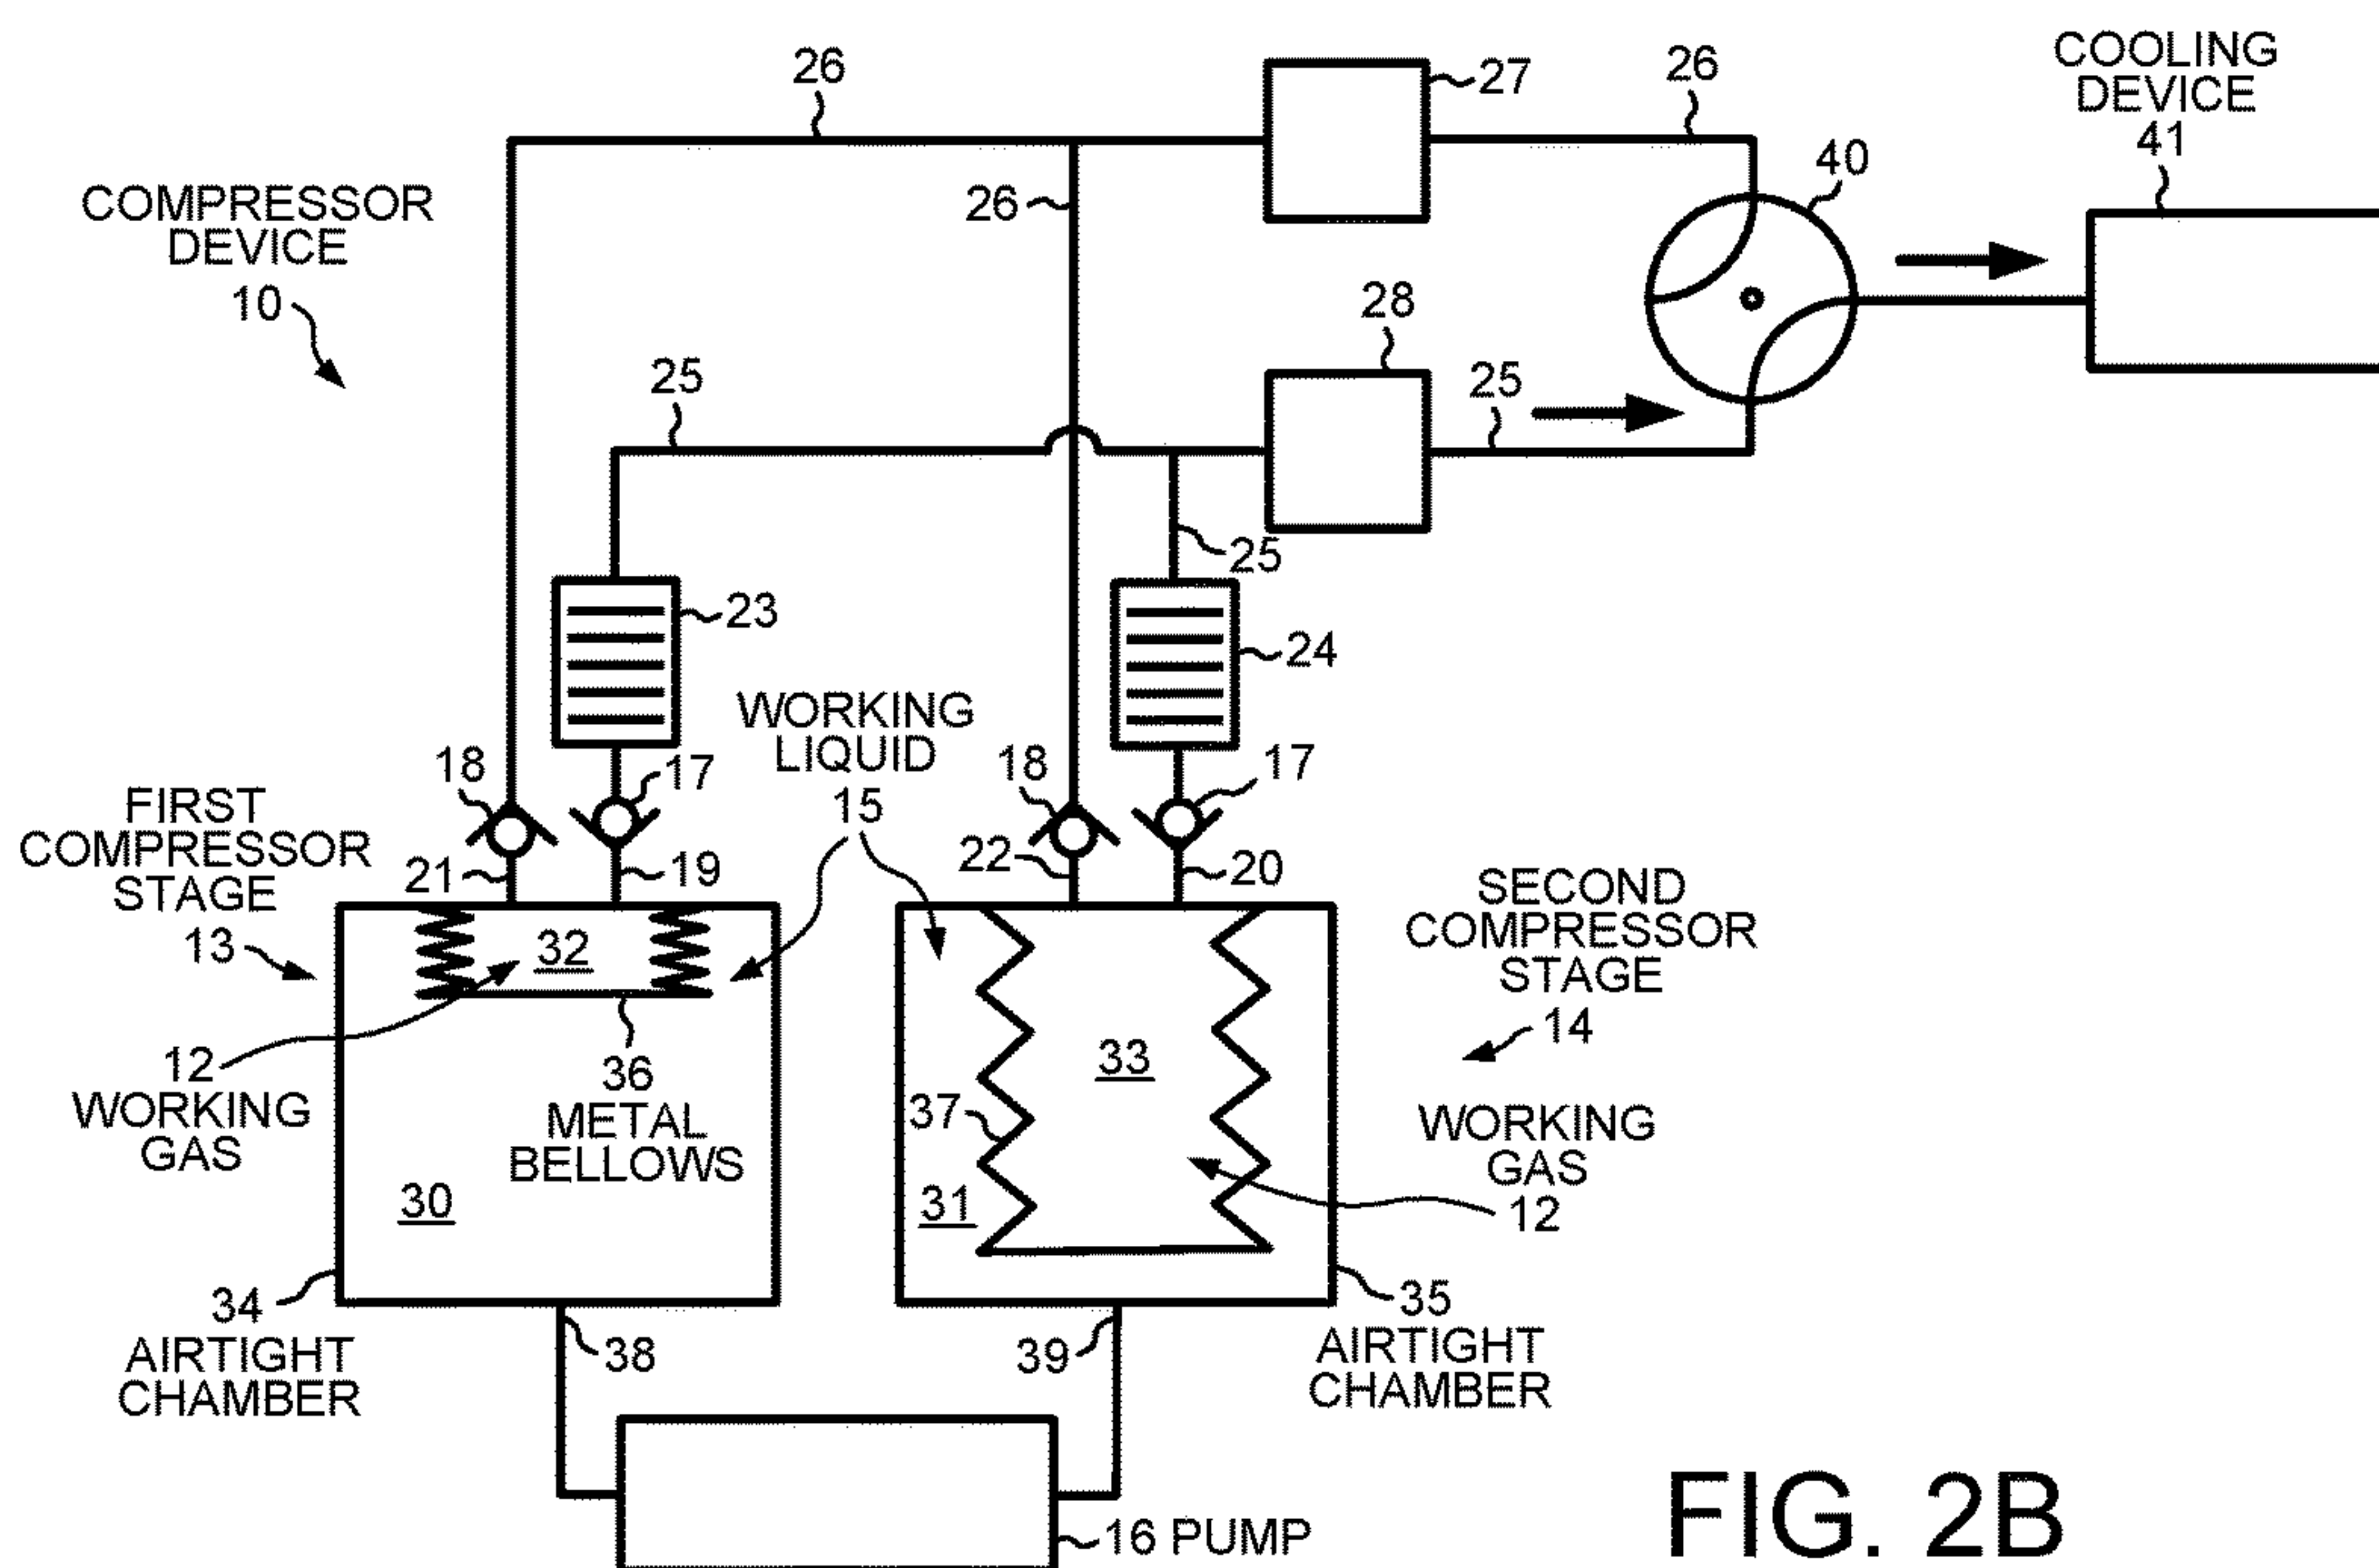 26
27
26
COOLING
DEVICE
41
40
COMPRESSOR
DEVICE
10
26
28
25
25
25
23
24
WORKING
LIQUID
15
18
17
18
17
FIRST
COMPRESSOR
STAGE
13
21
19
22
20
SECOND
COMPRESSOR
STAGE
14
32
33
12
WORKING
GAS
36
METAL
BELLOWS
37
WORKING
GAS
12
30
31
34
AIRTIGHT
CHAMBER
38
39
35
AIRTIGHT
CHAMBER
16 PUMP
FIG. 2B